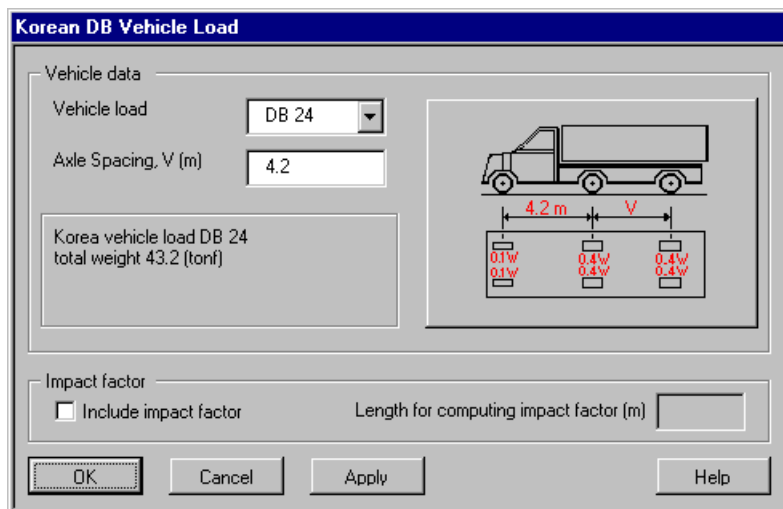 Korean DB Vehicle Load
Vehicle data
Vehicle load
DB 24
Axle Spacing, V (m)
4.2
Korea vehicle load DB 24
total weight 43.2 (tonf)
4.2 m
V
0.1W 0.4W 0.4W
0.1W 0.4W 0.4W
Impact factor
Include impact factor
Length for computing impact factor (m)
OK
Cancel
Apply
Help